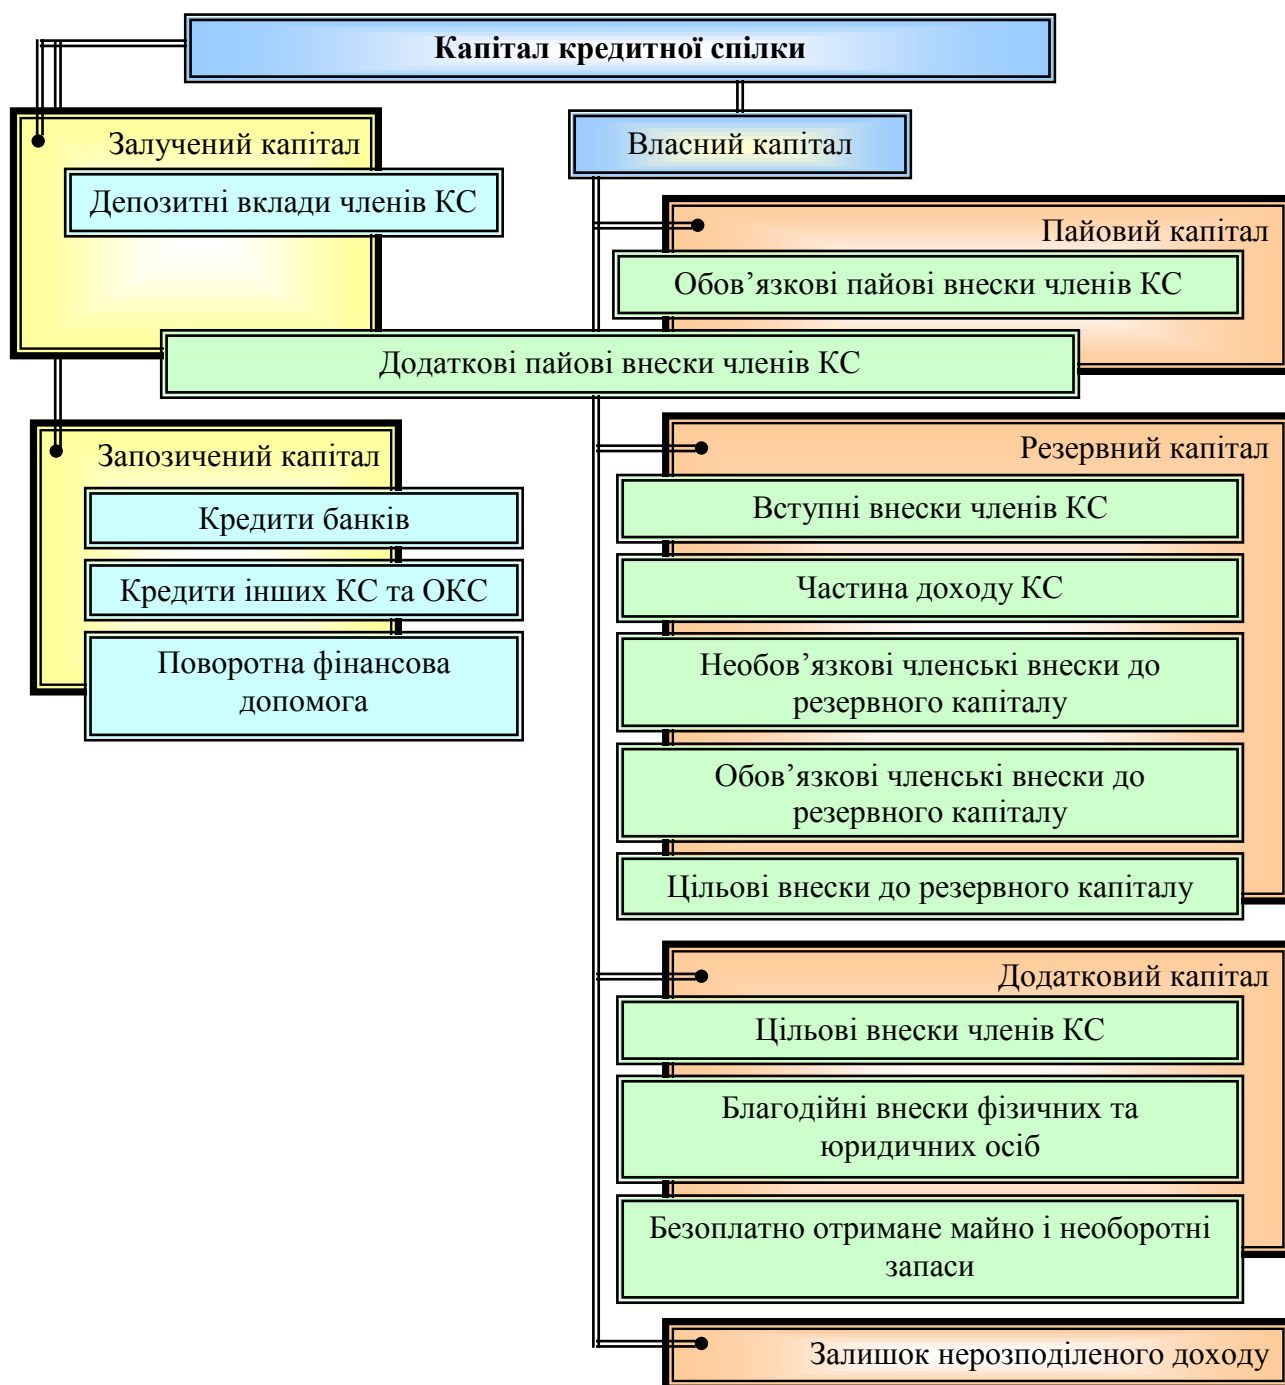 Капітал кредитної спілки
Залучений капітал
Депозитні вклади членів КС
Власний капітал
Пайовий капітал
Обов’язкові пайові внески членів КС
Додаткові пайові внески членів КС
Запозичений капітал
Кредити банків
Кредити інших КС та ОКС
Поворотна фінансова
допомога
Резервний капітал
Вступні внески членів КС
Частина доходу КС
Необов’язкові членські внески до
резервного капіталу
Обов’язкові членські внески до
резервного капіталу
Цільові внески до резервного капіталу
Додатковий капітал
Цільові внески членів КС
Благодійні внески фізичних та
юридичних осіб
Безоплатно отримане майно і необоротні
запаси
Залишок нерозподіленого доходу